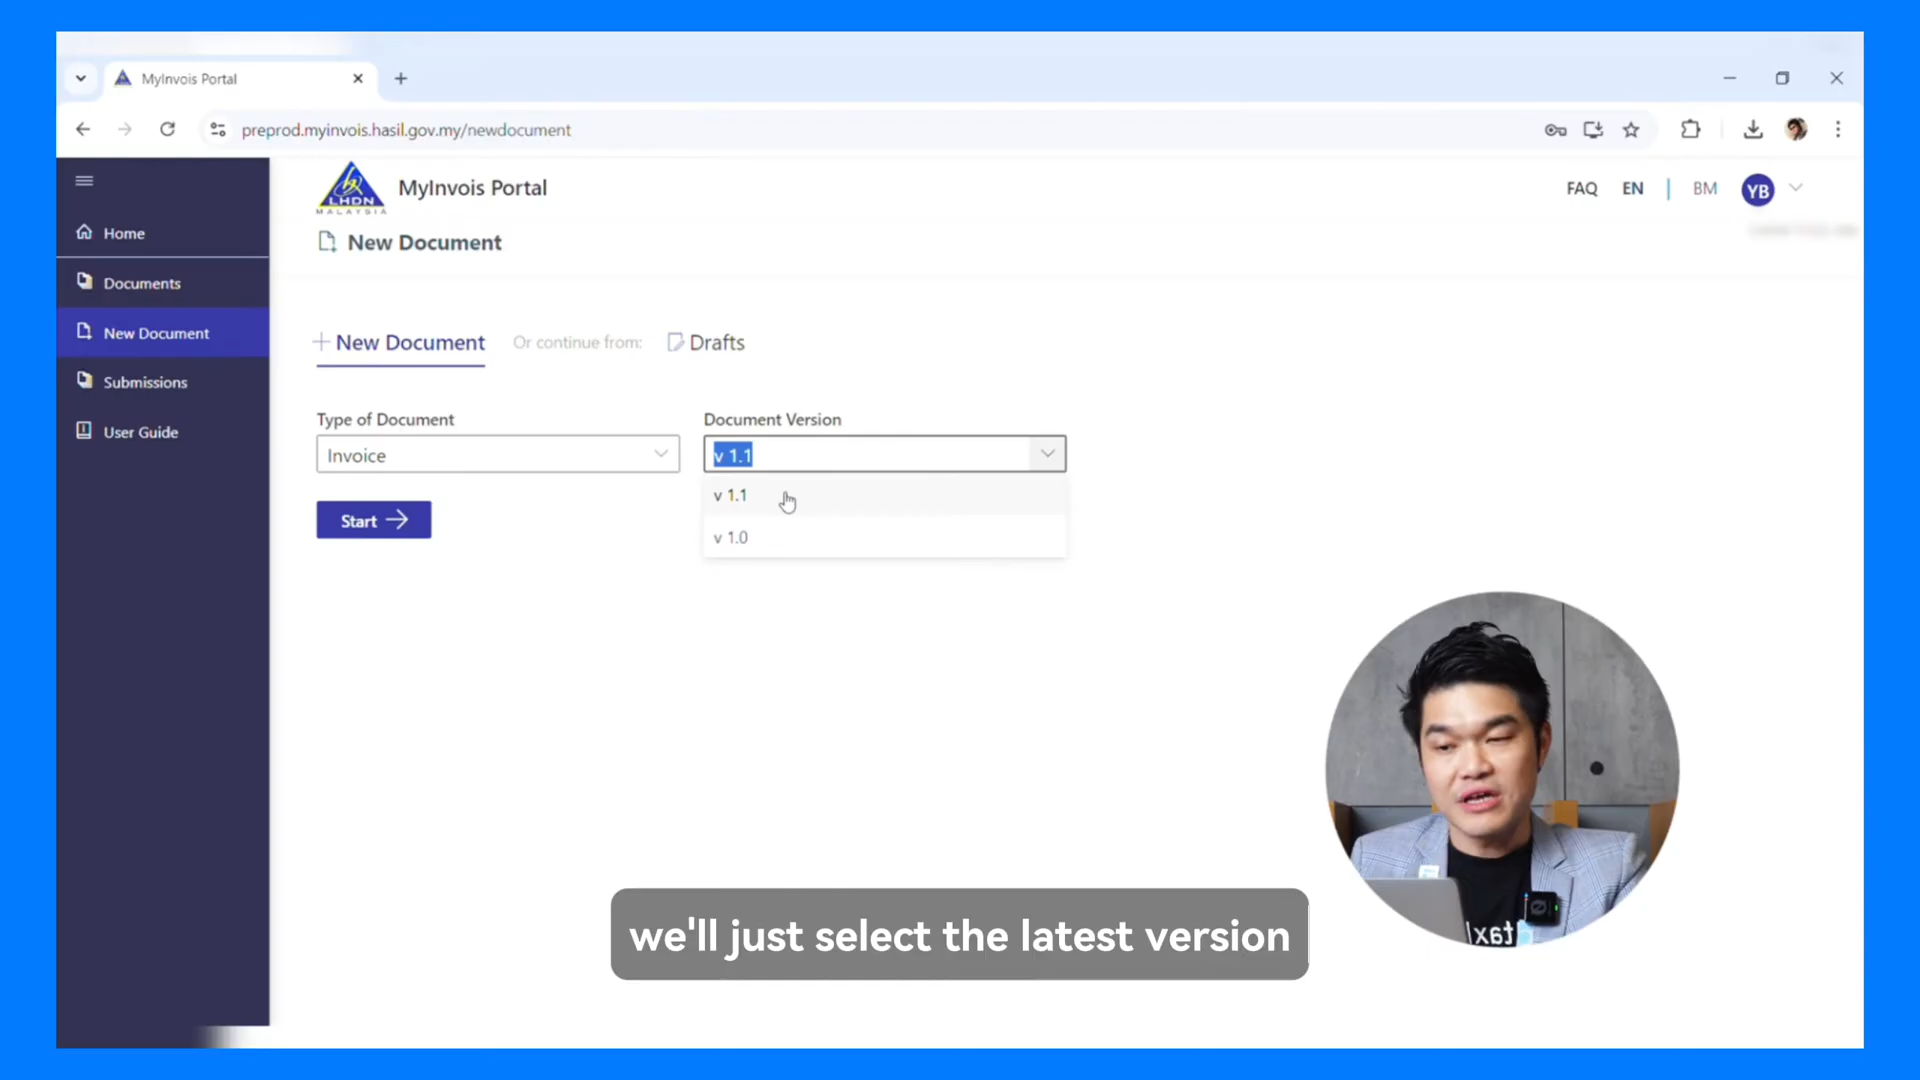 MyInvois Portal
preprod.myinvois.hasil.gov.my/newdocument
LHDN
MALAYSIA
MyInvois Portal
FAQ EN | BM YB
Home
New Document
Documents
New Document
Submissions
User Guide
New Document Or continue from: Drafts
Type of Document Document Version
Invoice v 1.1
v 1.1
Start
v 1.0
tax
we'll just select the latest version